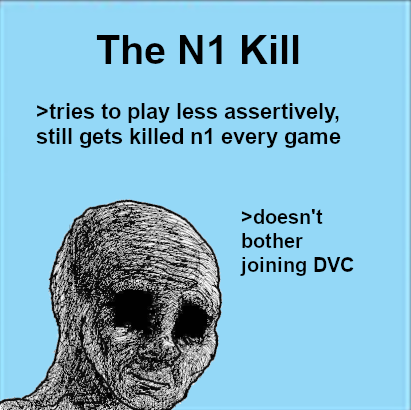 The N1 Kill
>tries to play less assertively,
still gets killed n1 every game
>doesn't
bother
joining DVC